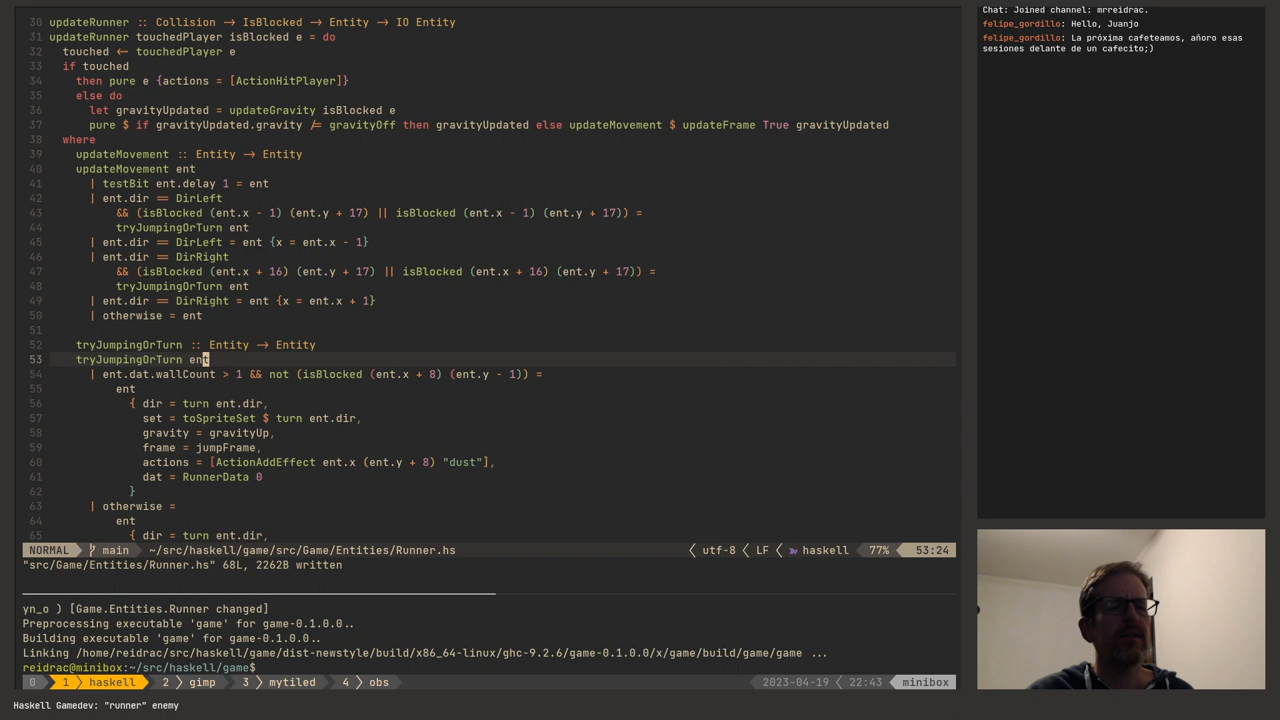 Chat: Joined channel: mrreidrac.
felipe_gordillo: Hello, Juanjo
felipe_gordillo: La próxima cafeteamos, añoro esas
sesiones delante de un cafecito;)
30 updateRunner :: Collision -> IsBlocked -> Entity -> IO Entity
31 updateRunner touchedPlayer isBlocked e = do
32   touched <- touchedPlayer e
33   if touched
34     then pure e {actions = [ActionHitPlayer]}
35     else do
36       let gravityUpdated = updateGravity isBlocked e
37       pure $ if gravityUpdated.gravity /= gravityOff then gravityUpdated else updateMovement $ updateFrame True gravityUpdated
38   where
39     updateMovement :: Entity -> Entity
40     updateMovement ent
41       | testBit ent.delay 1 = ent
42       | ent.dir == DirLeft
43           && (isBlocked (ent.x - 1) (ent.y + 17) || isBlocked (ent.x - 1) (ent.y + 17)) =
44           tryJumpingOrTurn ent
45       | ent.dir == DirLeft = ent {x = ent.x - 1}
46       | ent.dir == DirRight
47           && (isBlocked (ent.x + 16) (ent.y + 17) || isBlocked (ent.x + 16) (ent.y + 17)) =
48           tryJumpingOrTurn ent
49       | ent.dir == DirRight = ent {x = ent.x + 1}
50       | otherwise = ent
51
52     tryJumpingOrTurn :: Entity -> Entity
53     tryJumpingOrTurn ent
54       | ent.dat.wallCount > 1 && not (isBlocked (ent.x + 8) (ent.y - 1)) =
55           ent
56             { dir = turn ent.dir,
57               set = toSpriteSet $ turn ent.dir,
58               gravity = gravityUp,
59               frame = jumpFrame,
60               actions = [ActionAddEffect ent.x (ent.y + 8) "dust"],
61               dat = RunnerData 0
62             }
63       | otherwise =
64           ent
65             { dir = turn ent.dir,
NORMAL main ~/src/haskell/game/src/Game/Entities/Runner.hs utf-8 LF haskell 77% 53:24
"src/Game/Entities/Runner.hs" 68L, 2262B written
yn_o ) [Game.Entities.Runner changed]
Preprocessing executable 'game' for game-0.1.0.0..
Building executable 'game' for game-0.1.0.0..
Linking /home/reidrac/src/haskell/game/dist-newstyle/build/x86_64-linux/ghc-9.2.6/game-0.1.0.0/x/game/build/game/game ...
reidrac@minibox:~/src/haskell/game$
0 1 haskell 2 gimp 3 mytiled 4 obs 2023-04-19 22:43 minibox
Haskell Gamedev: "runner" enemy